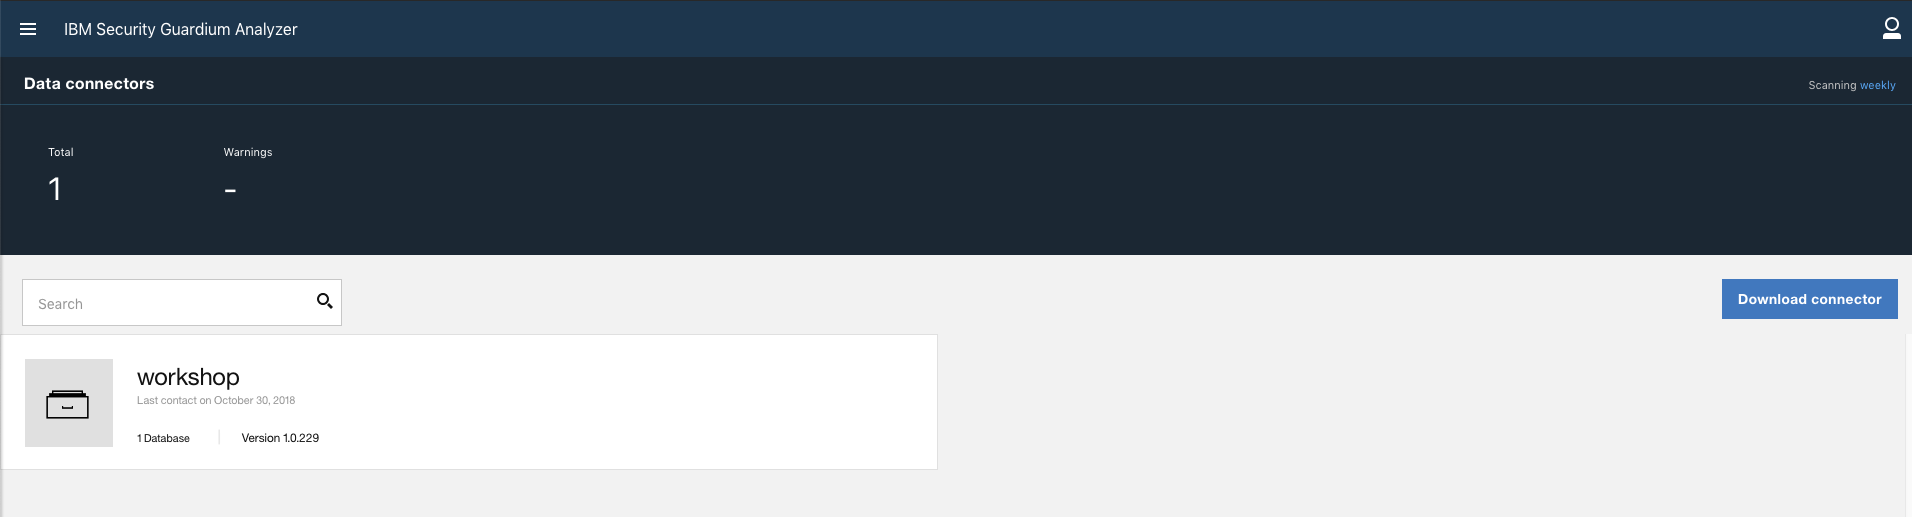 IBM Security Guardium Analyzer
Data connectors
Scanning weekly
Total
Warnings
1
-
Search
Download connector
workshop
Last contact on October 30, 2018
1 Database
Version 1.0.229